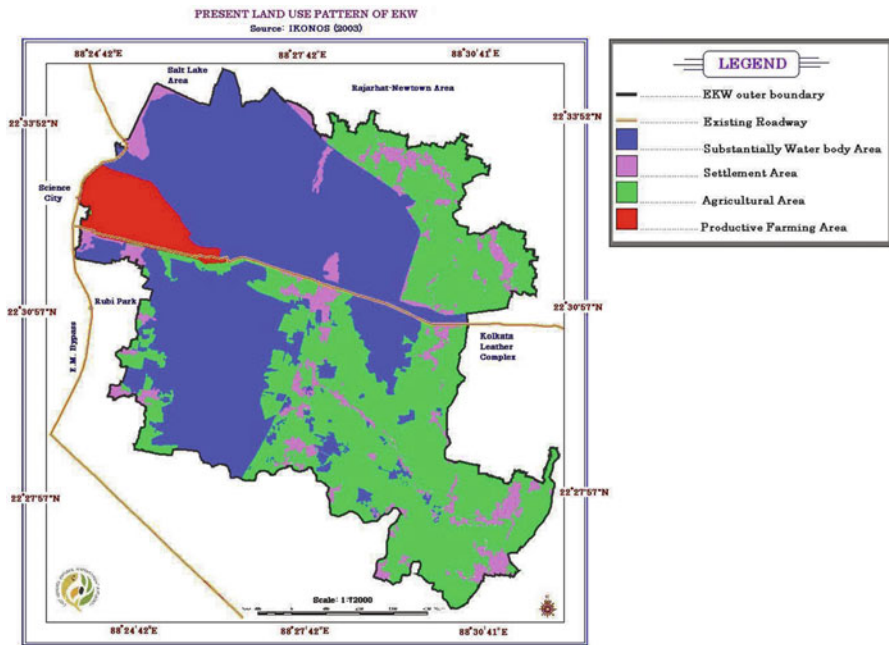 PRESENT LAND USE PATTERN OF EKW
Source: IKONOS (2003)
88°24'42"E
88°27'42"E
88°30'41"E
Salt Lake
Area
Rajarhat-Newtown Area
22°33'52"N
22°33'52"N
Science
City
Rubi Park
22°30'57"N
22°30'57"N
E.M. Bypass
Kolkata
Leather
Complex
22°27'57"N
22°27'57"N
Scale: 1:12000
88°24'42"E
88°27'42"E
88°30'41"E
LEGEND
EKW outer boundary
Existing Roadway
Substantially Water body Area
Settlement Area
Agricultural Area
Productive Farming Area